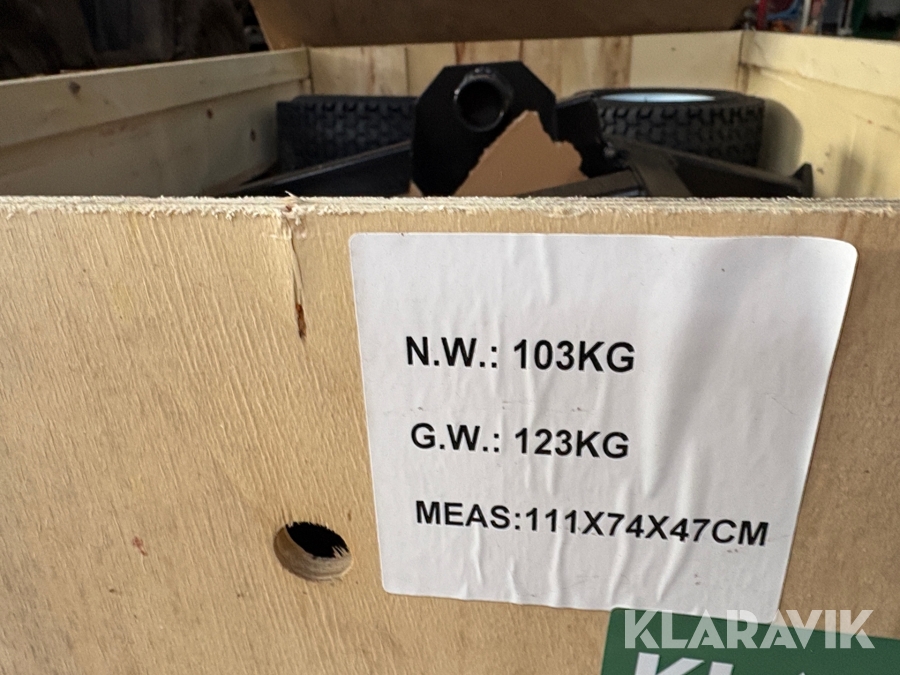 N.W.: 103KG
G.W.: 123KG
MEAS:111X74X47CM
KLARAVIK